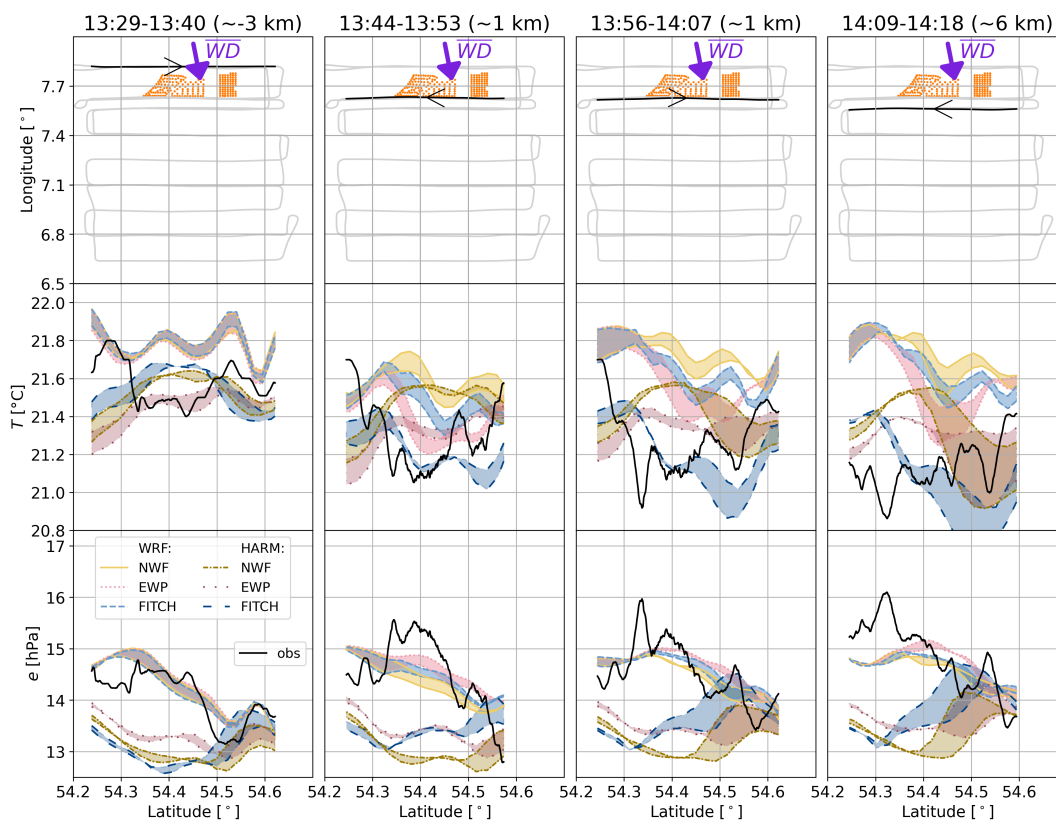 13:29-13:40 (~-3 km)
13:44-13:53 (~1 km)
13:56-14:07 (~1 km)
14:09-14:18 (~6 km)
WD
WD
WD
WD
Longitude [°]
7.7
7.4
7.1
6.8
6.5
T [°C]
22.0
21.8
21.6
21.4
21.2
21.0
20.8
e [hPa]
17
16
15
14
13
WRF:
NWF
EWP
FITCH
HARM:
NWF
EWP
FITCH
obs
54.2 54.3 54.4 54.5 54.6
54.2 54.3 54.4 54.5 54.6
54.2 54.3 54.4 54.5 54.6
54.2 54.3 54.4 54.5 54.6
Latitude [°]
Latitude [°]
Latitude [°]
Latitude [°]